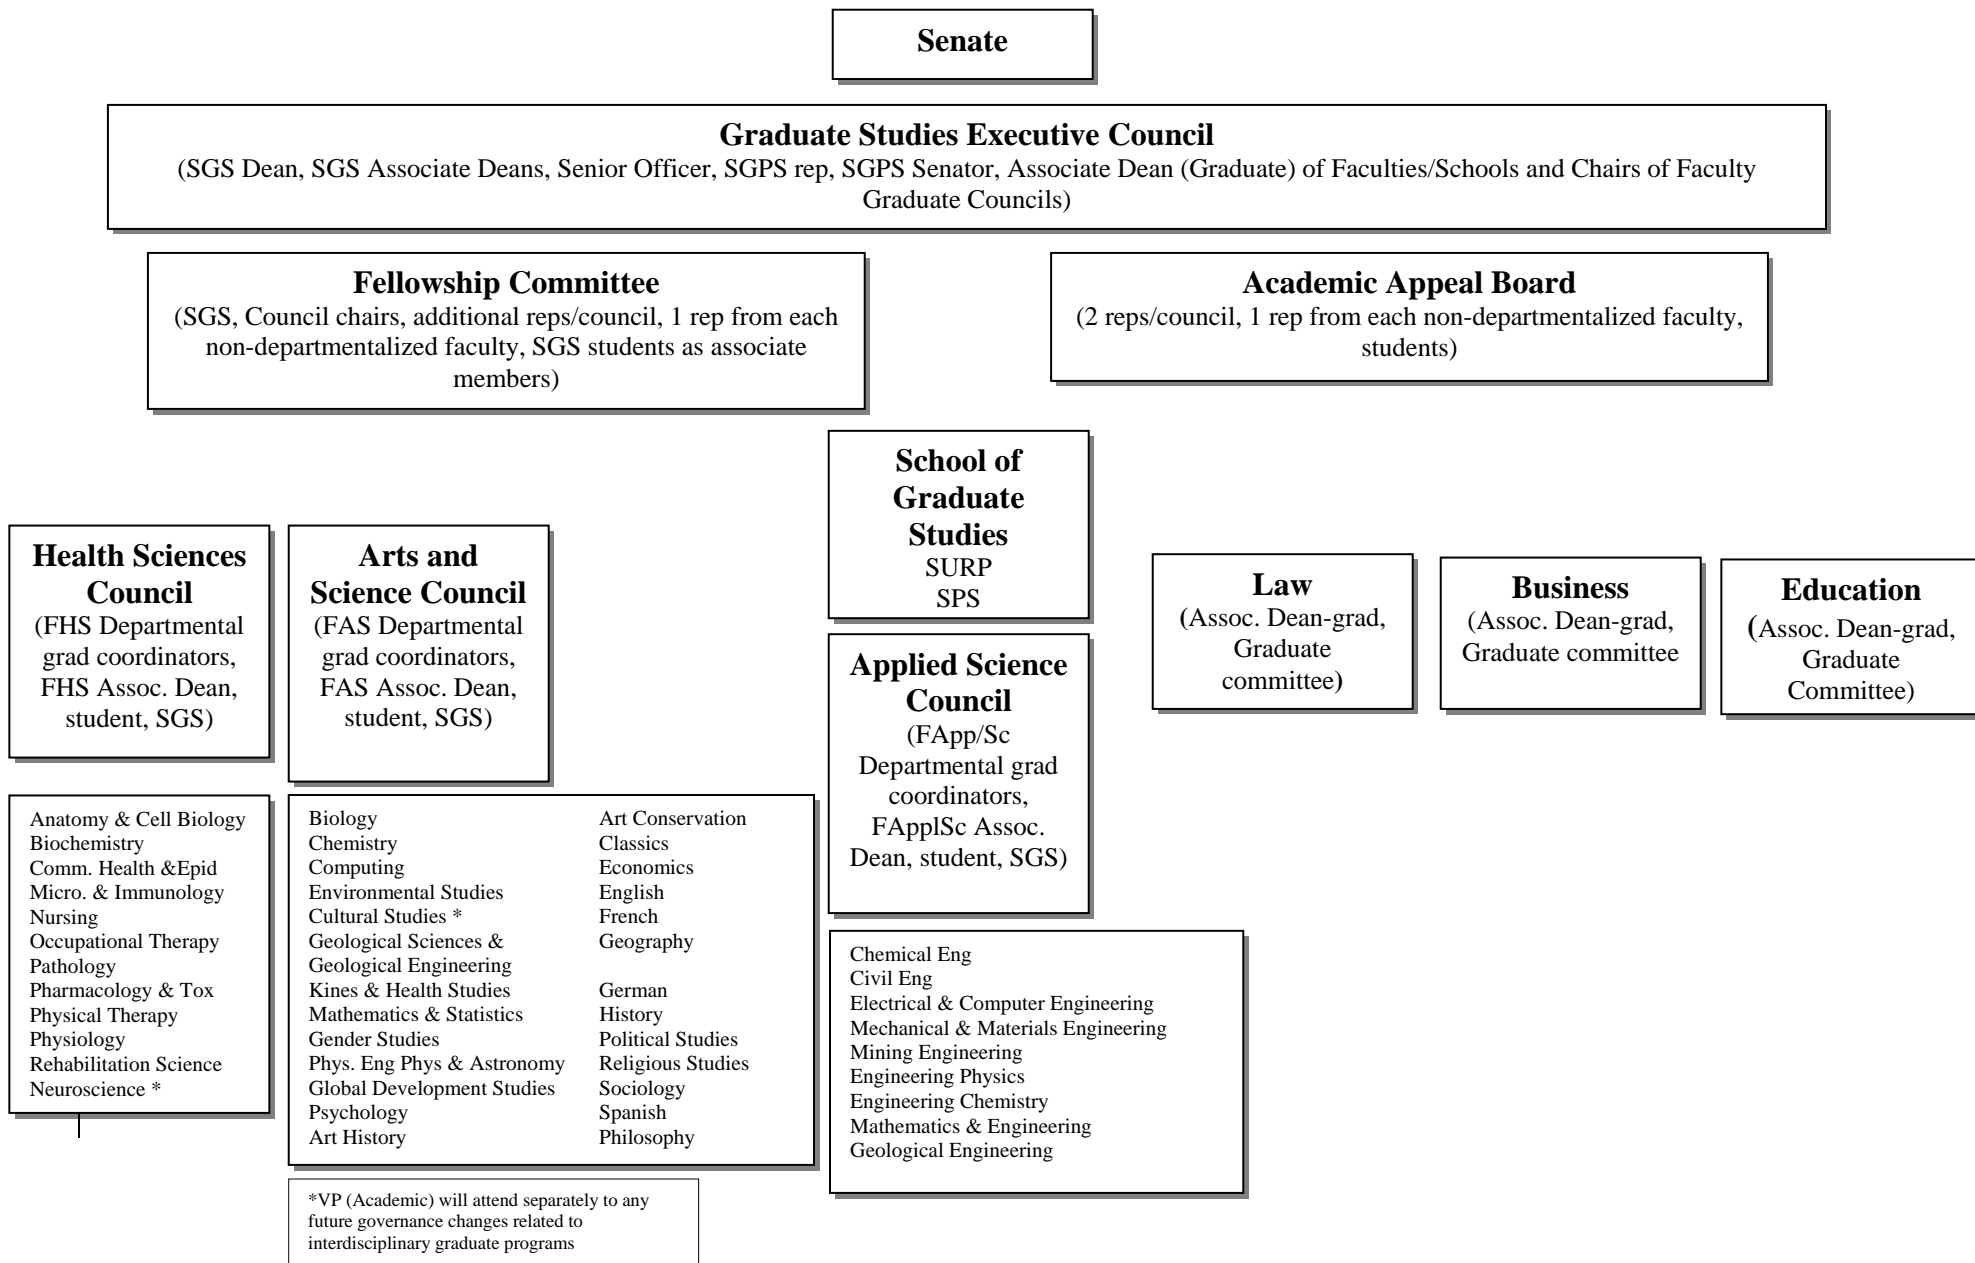 Senate
Graduate Studies Executive Council
(SGS Dean, SGS Associate Deans, Senior Officer, SGPS rep, SGPS Senator, Associate Dean (Graduate) of Faculties/Schools and Chairs of Faculty
Graduate Councils)
Fellowship Committee
(SGS, Council chairs, additional reps/council, 1 rep from each
non-departmentalized faculty, SGS students as associate
members)
Academic Appeal Board
(2 reps/council, 1 rep from each non-departmentalized faculty,
students)
School of
Graduate
Studies
SURP
SPS
Health Sciences
Council
(FHS Departmental
grad coordinators,
FHS Assoc. Dean,
student, SGS)
Arts and
Science Council
(FAS Departmental
grad coordinators,
FAS Assoc. Dean,
student, SGS)
Applied Science
Council
(FApp/Sc
Departmental grad
coordinators,
FApplSc Assoc.
Dean, student, SGS)
Law
(Assoc. Dean-grad,
Graduate
committee)
Business
(Assoc. Dean-grad,
Graduate committee
Education
(Assoc. Dean-grad,
Graduate
Committee)
Anatomy & Cell Biology
Biochemistry
Comm. Health &Epid
Micro. & Immunology
Nursing
Occupational Therapy
Pathology
Pharmacology & Tox
Physical Therapy
Physiology
Rehabilitation Science
Neuroscience *
Biology
Chemistry
Computing
Environmental Studies
Cultural Studies *
Geological Sciences &
Geological Engineering
Kines & Health Studies
Mathematics & Statistics
Gender Studies
Phys. Eng Phys & Astronomy
Global Development Studies
Psychology
Art History
Art Conservation
Classics
Economics
English
French
Geography
German
History
Political Studies
Religious Studies
Sociology
Spanish
Philosophy
Chemical Eng
Civil Eng
Electrical & Computer Engineering
Mechanical & Materials Engineering
Mining Engineering
Engineering Physics
Engineering Chemistry
Mathematics & Engineering
Geological Engineering
*VP (Academic) will attend separately to any
future governance changes related to
interdisciplinary graduate programs